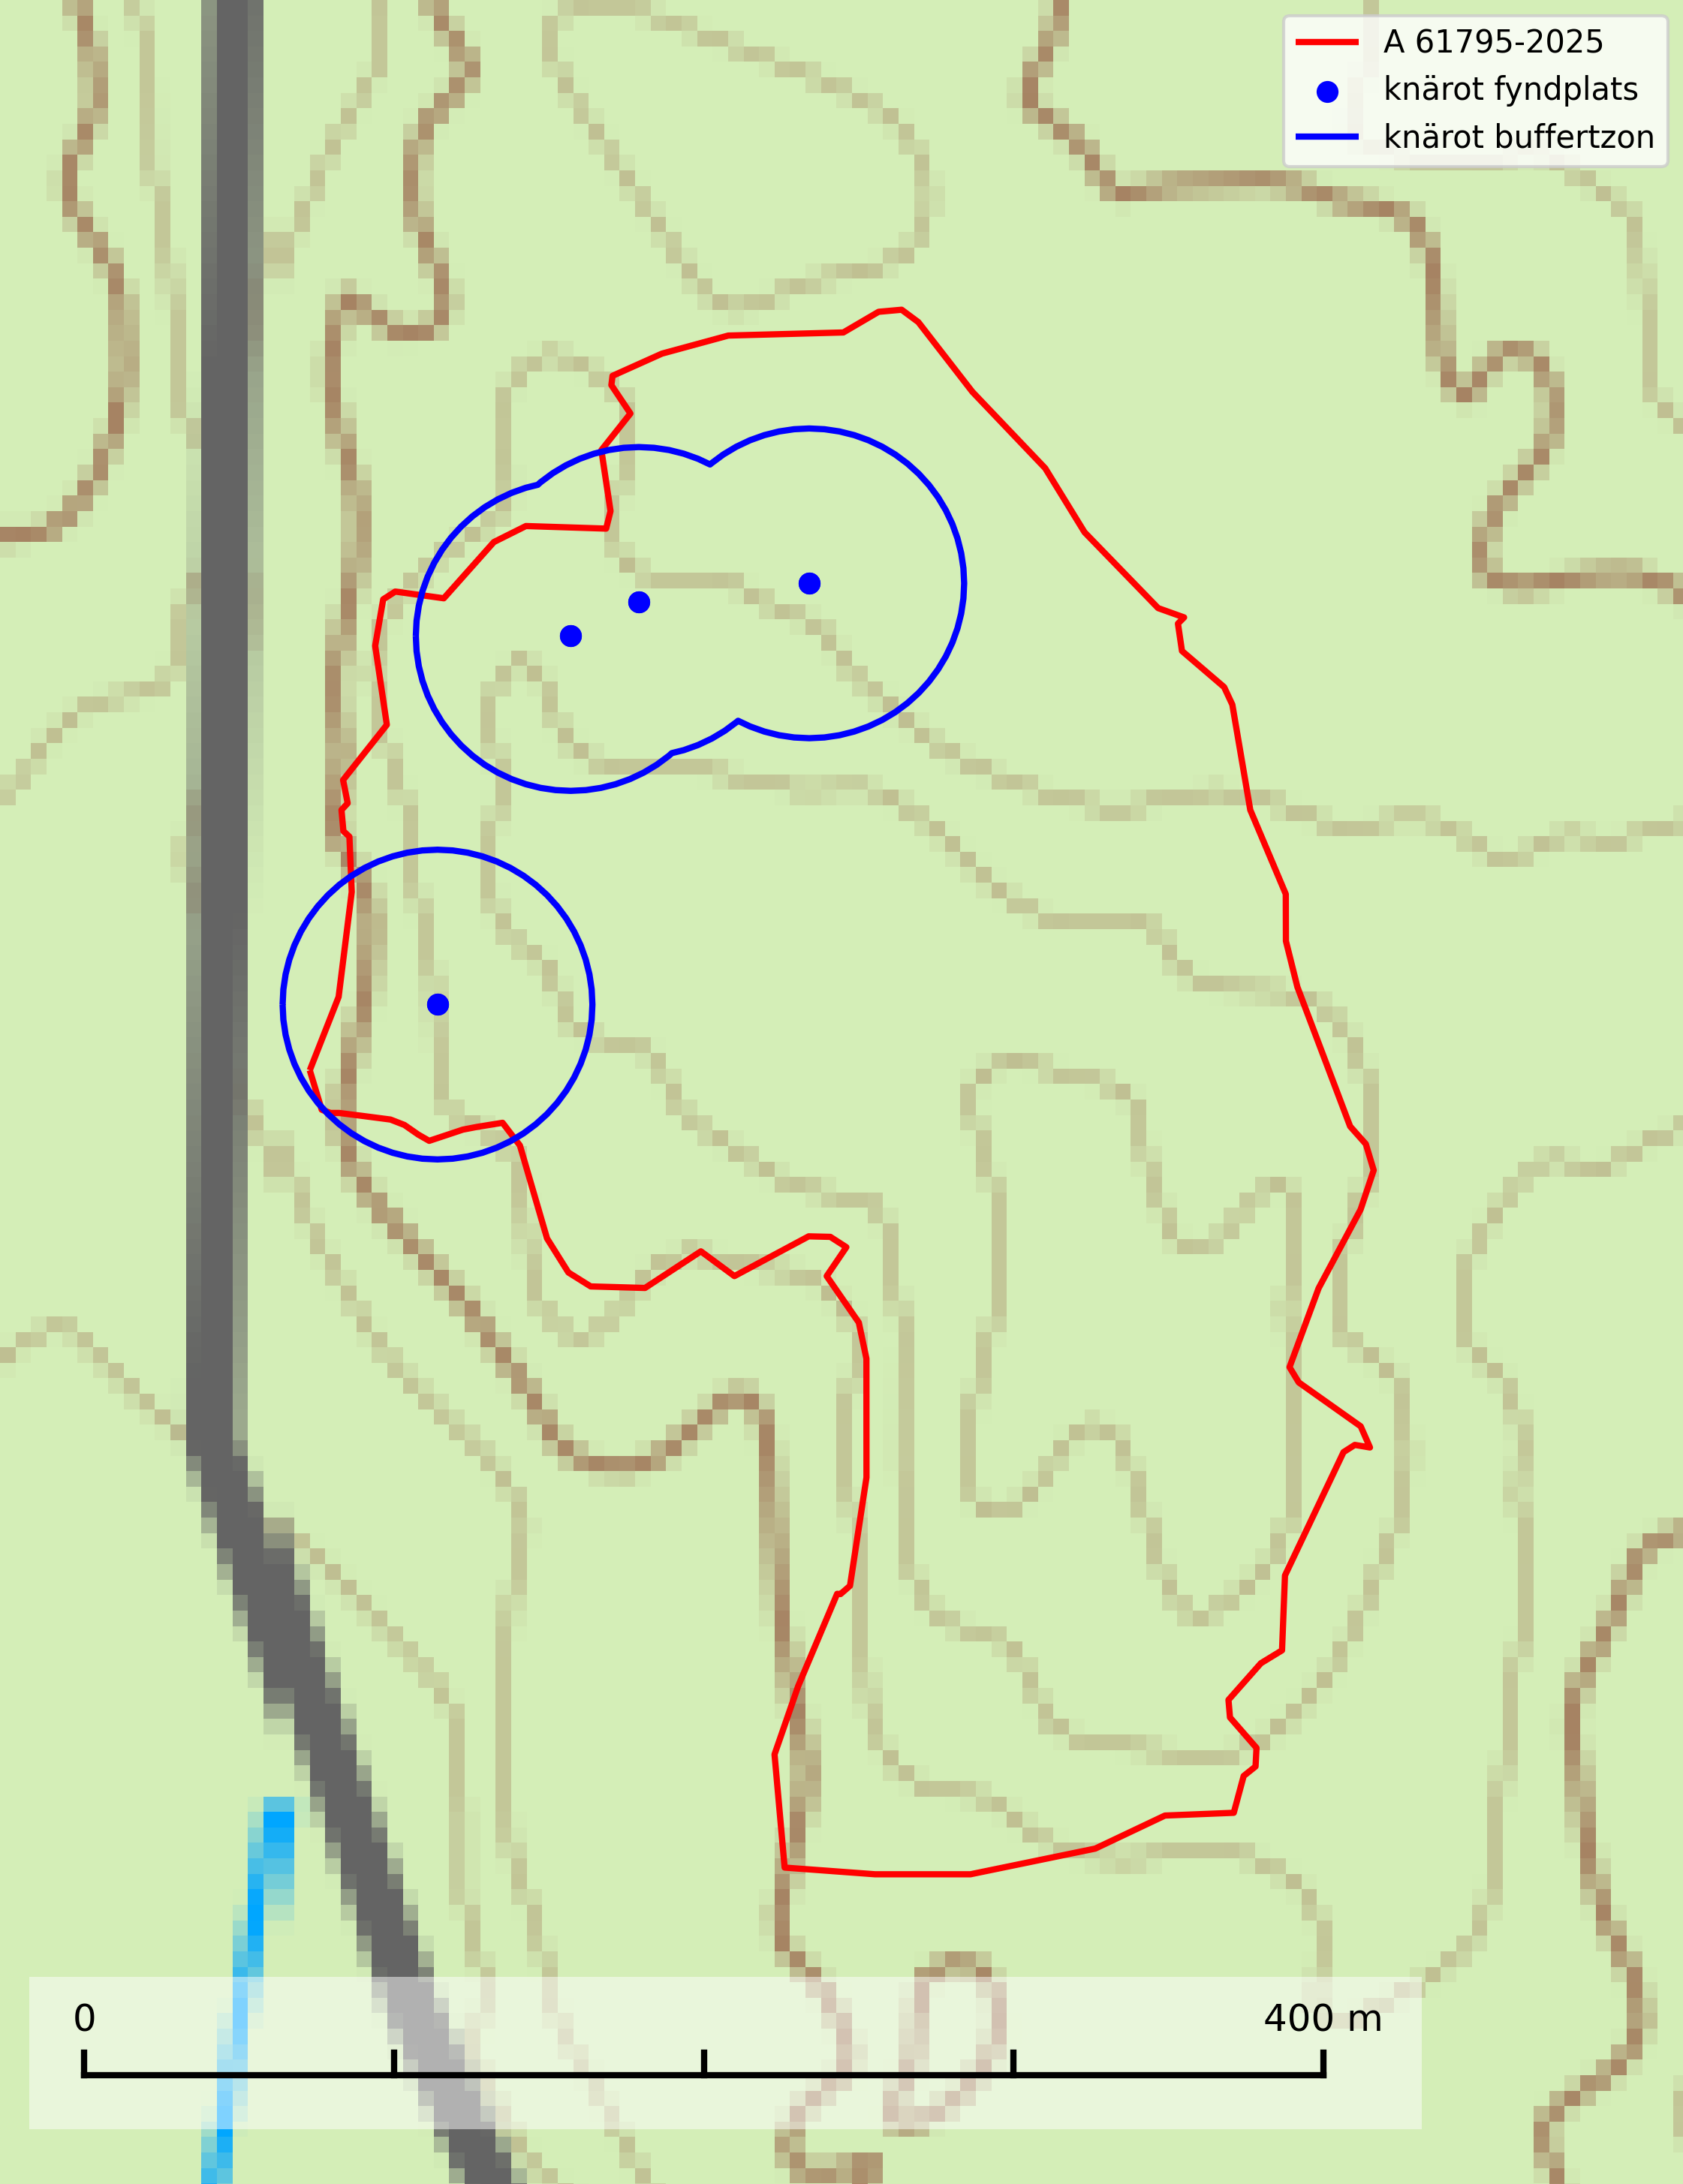 A 61795-2025
knärot fyndplats
knärot buffertzon
0
400 m